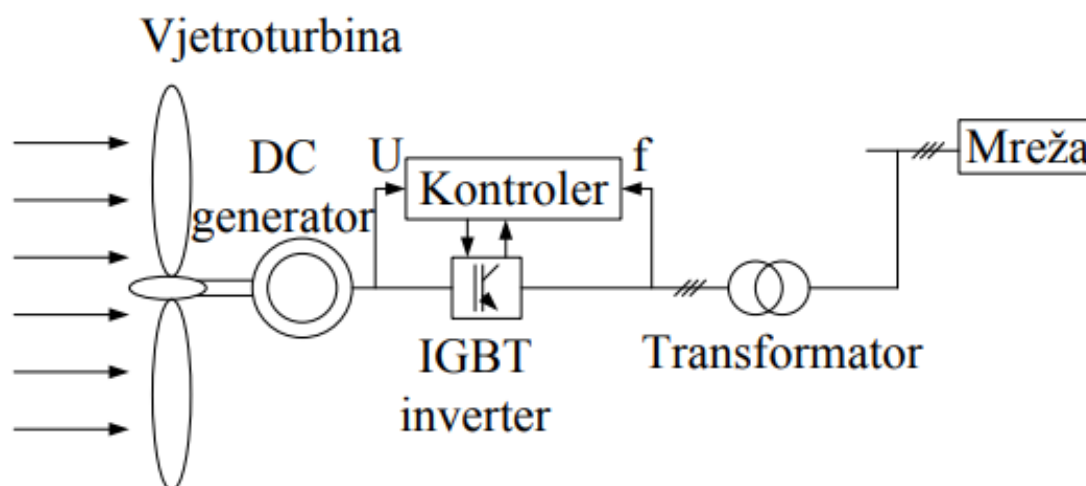 Vjetroturbina
DC
generator
U
Kontroler
f
IGBT
inverter
Transformator
Mreža